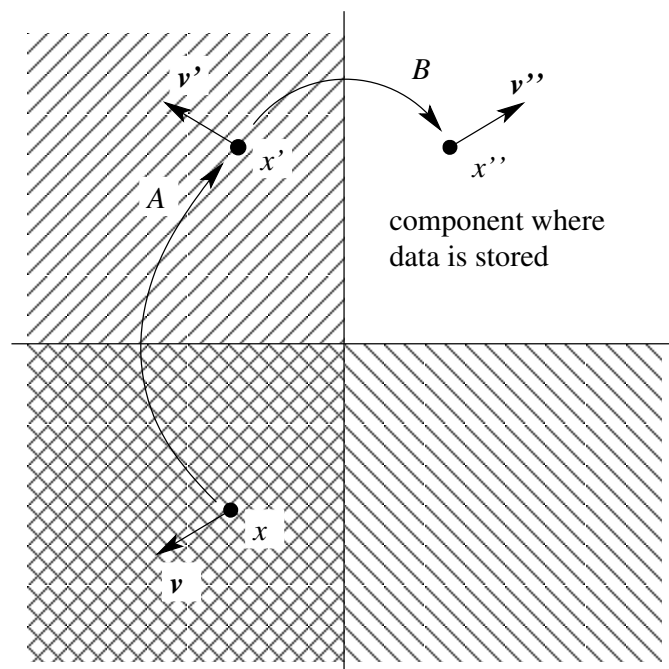 v'
B
v''
x'
x''
A
component where
data is stored
x
v